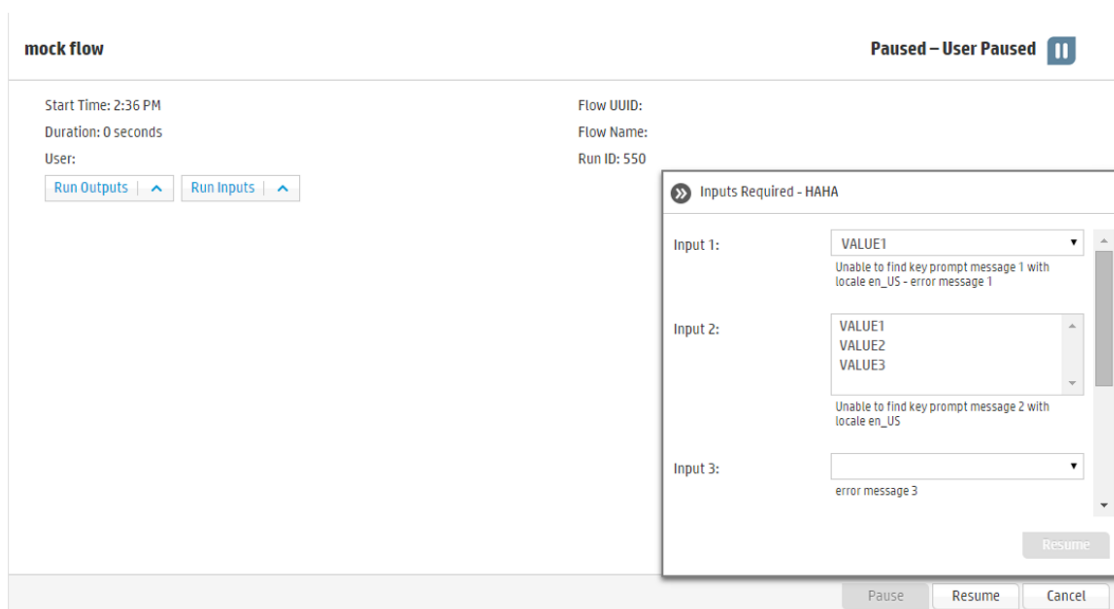 mock flow
Paused – User Paused
Start Time: 2:36 PM
Duration: 0 seconds
User:
Flow UUID:
Flow Name:
Run ID: 550
Run Outputs
Run Inputs
Inputs Required - HAHA
Input 1:
VALUE1
Unable to find key prompt message 1 with
locale en_US - error message 1
Input 2:
VALUE1
VALUE2
VALUE3
Unable to find key prompt message 2 with
locale en_US
Input 3:
error message 3
Resume
Pause
Resume
Cancel